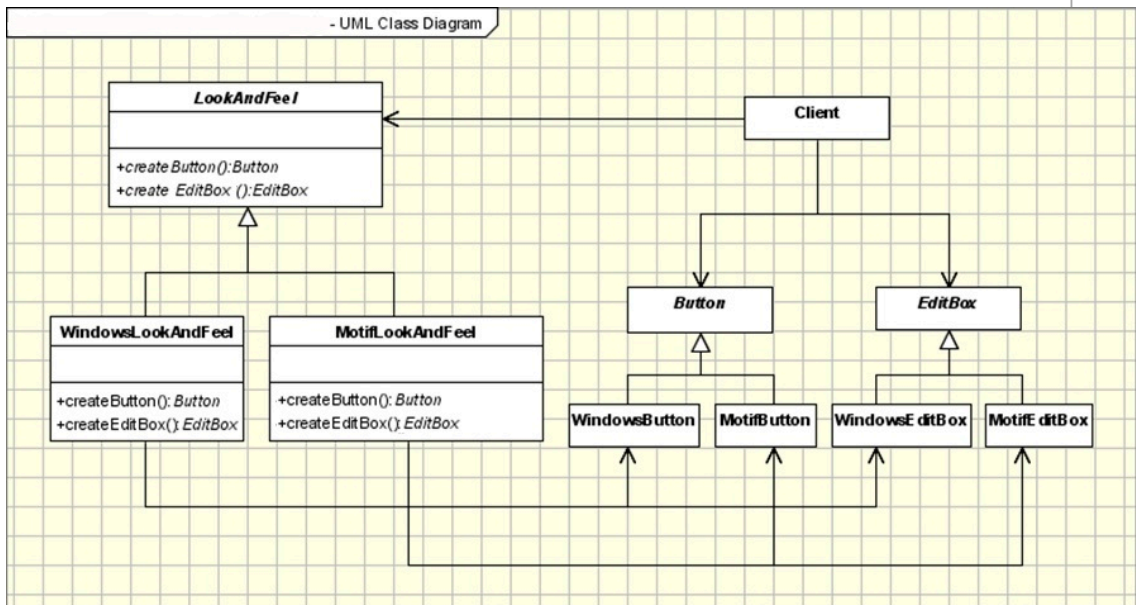 - UML Class Diagram
LookAndFeel
+createButton():Button
+create EditBox ():EditBox
Client
WindowsLookAndFeel
+createButton(): Button
+createEditBox(): EditBox
MotifLookAndFeel
+createButton(): Button
+createEditBox(): EditBox
Button
EditBox
WindowsButton
MotifButton
WindowsEditBox
MotifEditBox